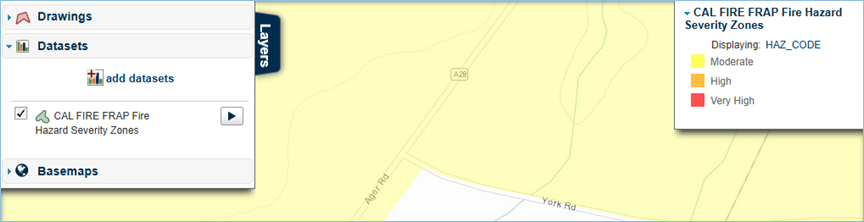 Drawings
Datasets
add datasets
CAL FIRE FRAP Fire
Hazard Severity Zones
Basemaps
Layers
A28
Ager Rd
York Rd
CAL FIRE FRAP Fire Hazard
Severity Zones
Displaying: HAZ_CODE
Moderate
High
Very High